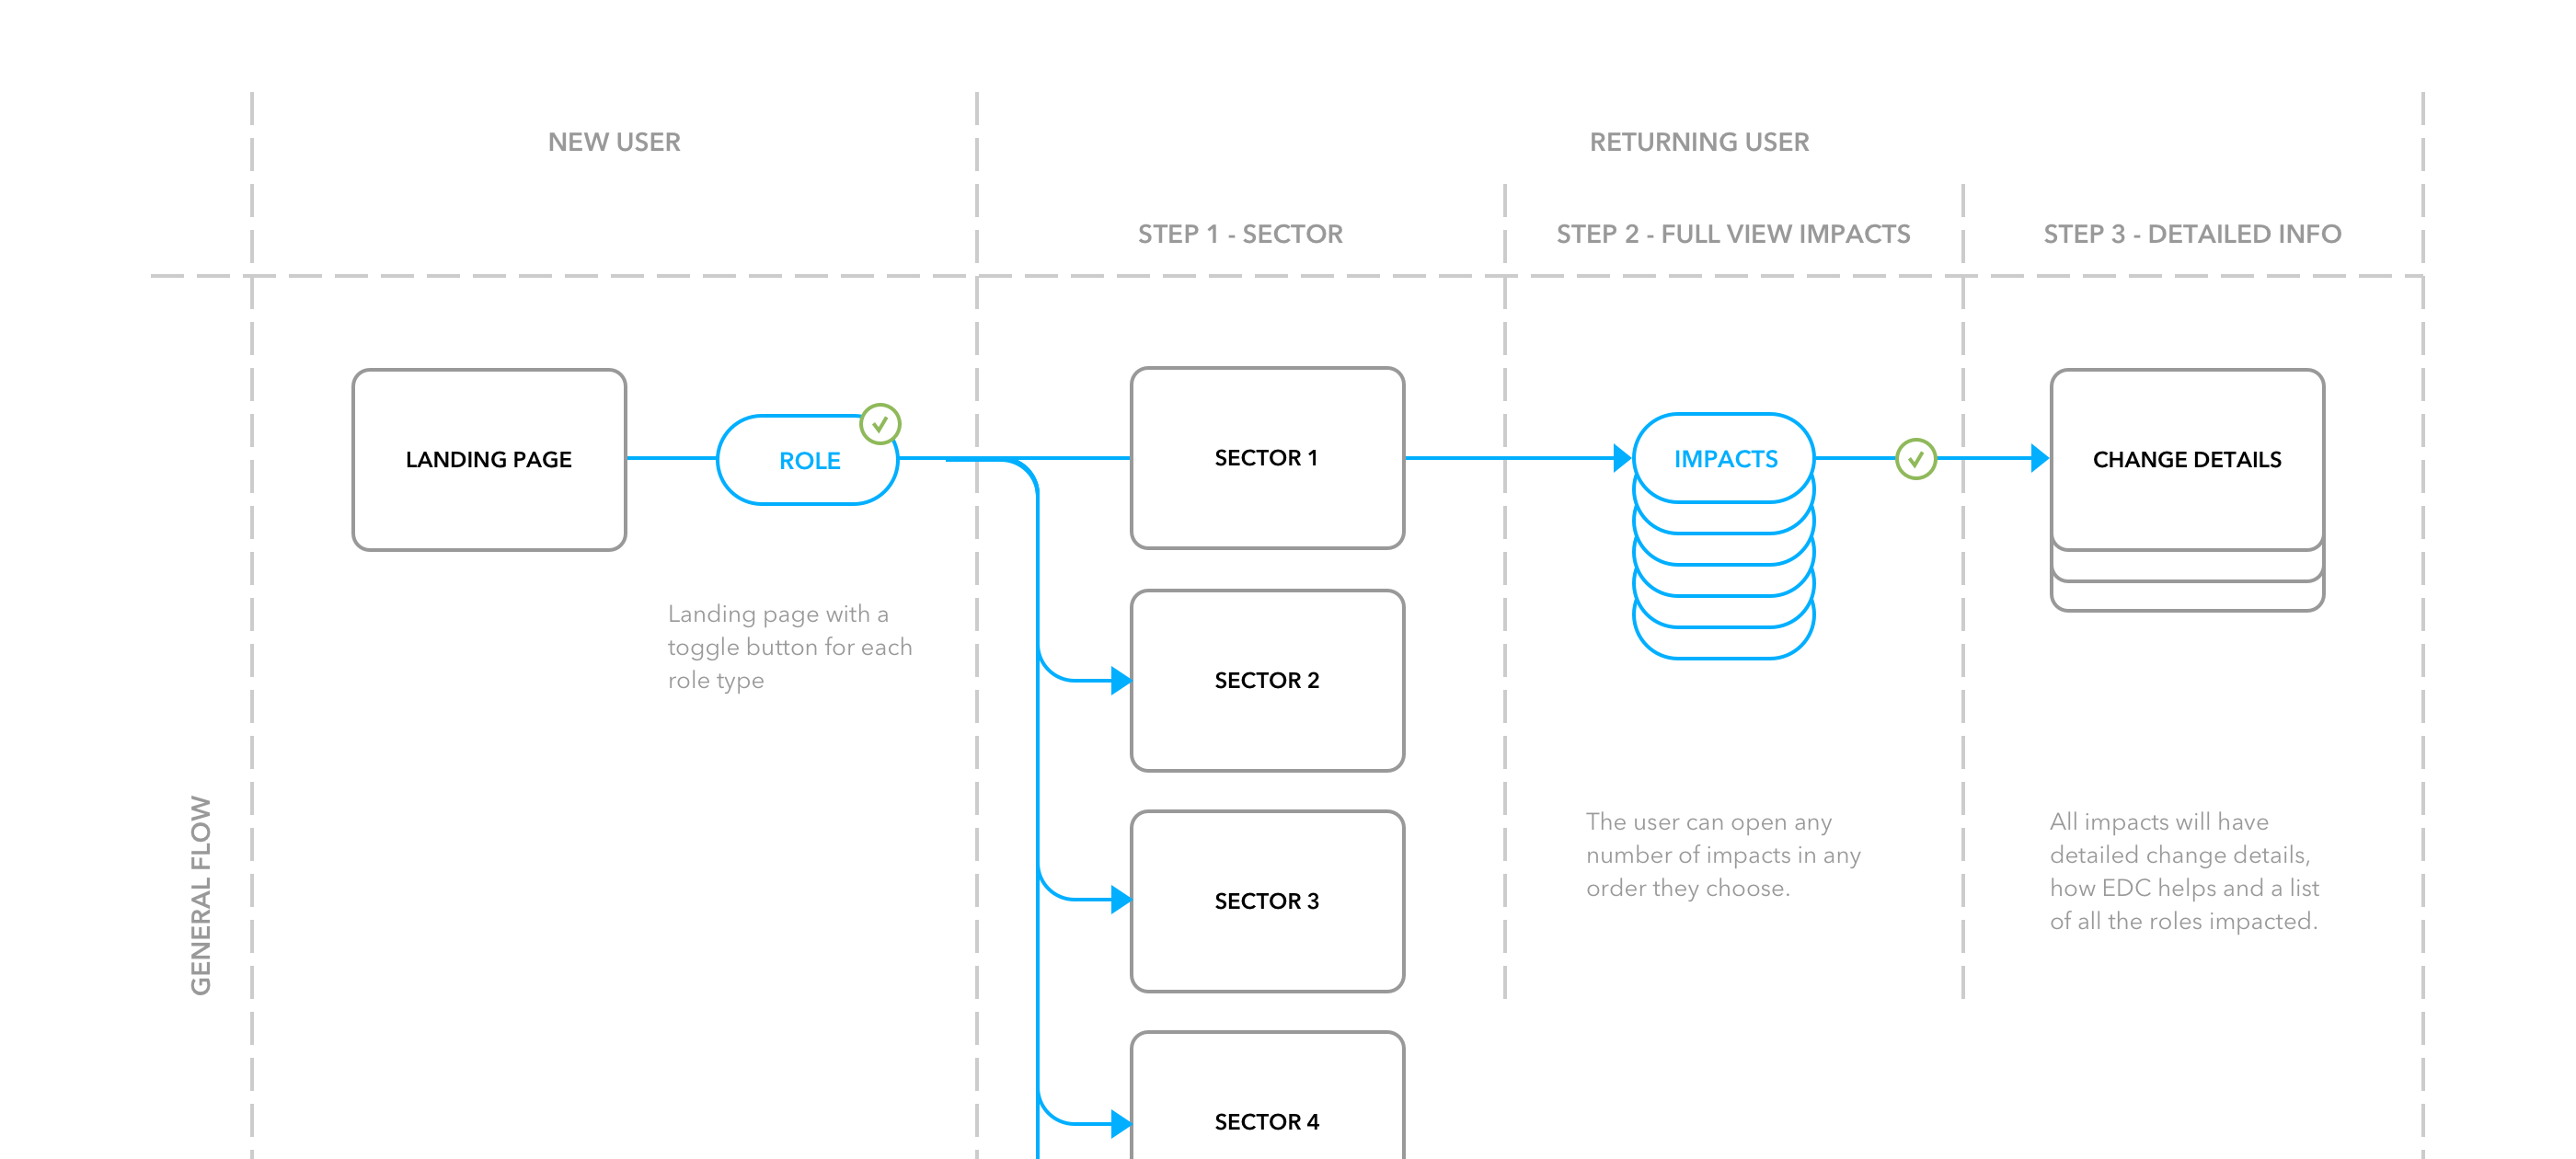 NEW USER
RETURNING USER
STEP 1 - SECTOR
STEP 2 - FULL VIEW IMPACTS
STEP 3 - DETAILED INFO
GENERAL FLOW
LANDING PAGE
ROLE
Landing page with a
toggle button for each
role type
SECTOR 1
SECTOR 2
SECTOR 3
SECTOR 4
IMPACTS
The user can open any
number of impacts in any
order they choose.
CHANGE DETAILS
All impacts will have
detailed change details,
how EDC helps and a list
of all the roles impacted.